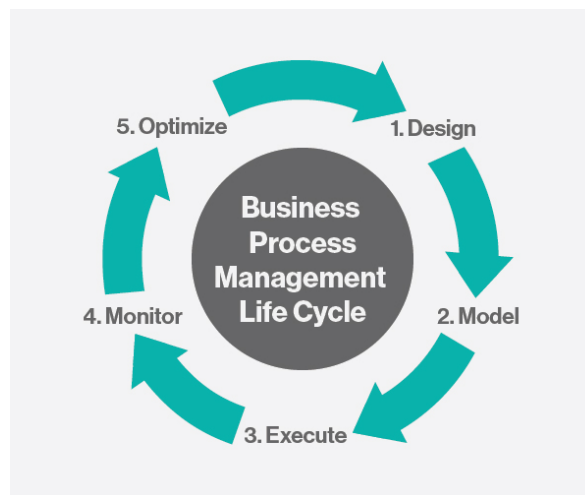 Business
Process
Management
Life Cycle
1. Design
2. Model
3. Execute
4. Monitor
5. Optimize